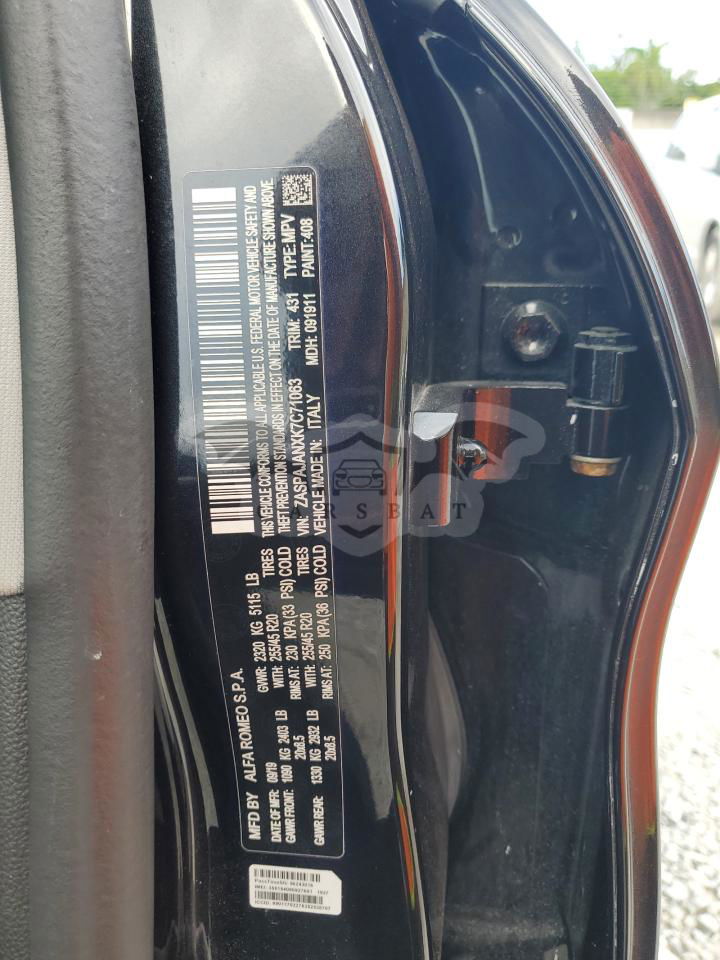 MFD BY ALFA ROMEO S.P.A.
DATE OF MFR: 09/19 GVWR: 2320 KG 5115 LB
GAWR FRONT: 1090 KG 2403 LB WITH: 255/45 R20 TIRES
20x8.5 RIMS AT: 230 KPA(33 PSI) COLD
GAWR REAR: 1330 KG 2932 LB WITH: 255/45 R20 TIRES
20x8.5 RIMS AT: 250 KPA(36 PSI) COLD
THIS VEHICLE CONFORMS TO ALL APPLICABLE U.S. FEDERAL MOTOR VEHICLE SAFETY AND
THEFT PREVENTION STANDARDS IN EFFECT ON THE DATE OF MANUFACTURE SHOWN ABOVE.
VIN: ZASPAJANXK7C71063 TRIM: 431 TYPE: MPV
VEHICLE MADE IN: ITALY MDH: 091911 PAINT: 408
ARSBAT